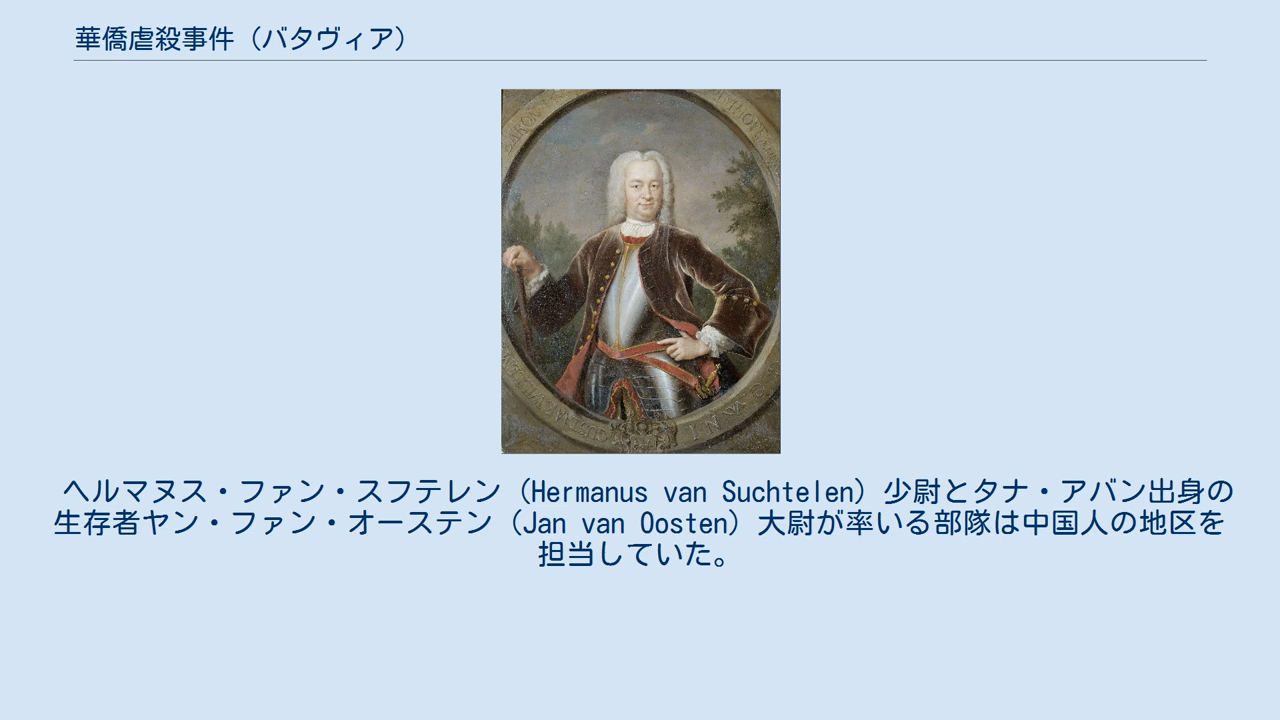 華僑虐殺事件（バタヴィア）
ヘルマヌス・ファン・スフテレン（Hermanus van Suchtelen）少尉とタナ・アバン出身の
生存者ヤン・ファン・オーステン（Jan van Oosten）大尉が率いる部隊は中国人の地区を
担当していた。